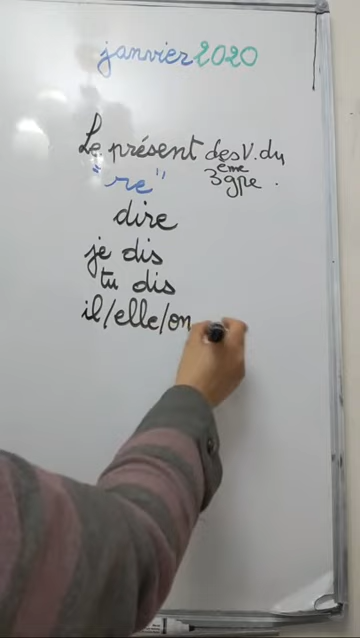 janvier 2020
Le présent des V. du
"re" 3ème gpe.
dire
je dis
tu dis
il/elle/on